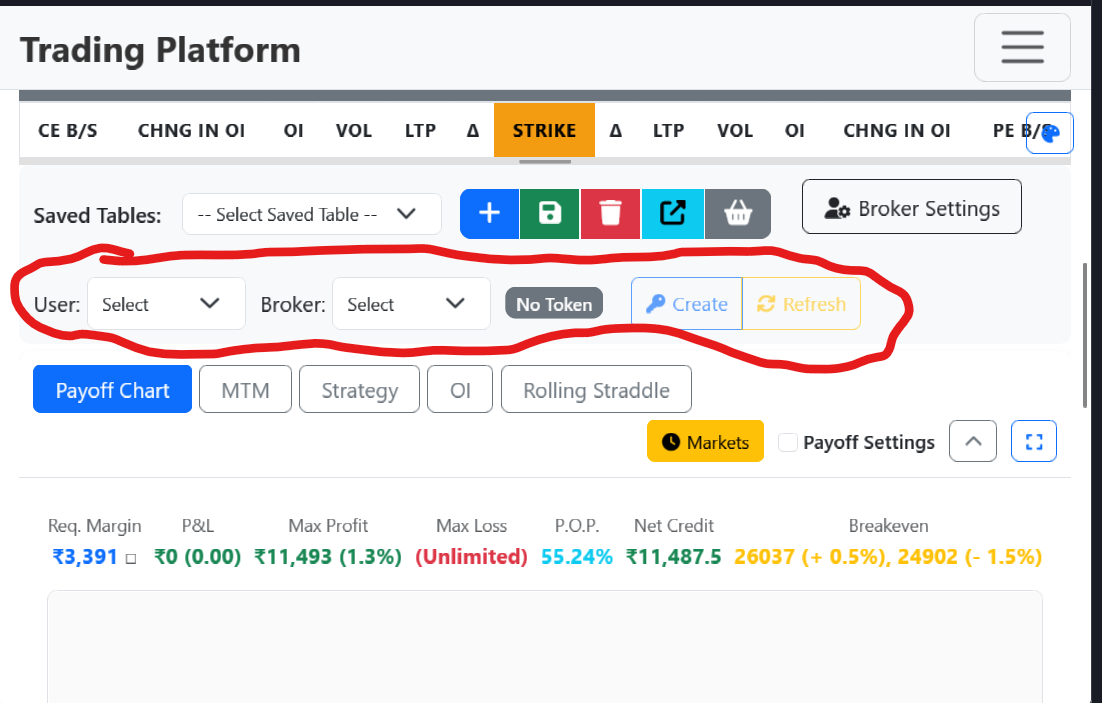 Trading Platform
CE B/S CHNG IN OI OI VOL LTP Δ STRIKE Δ LTP VOL OI CHNG IN OI PE B/
Saved Tables: -- Select Saved Table -- Broker Settings
User: Select Broker: Select No Token Create Refresh
Payoff Chart MTM Strategy OI Rolling Straddle
Markets Payoff Settings
Req. Margin P&L Max Profit Max Loss P.O.P. Net Credit Breakeven
₹3,391 □ ₹0 (0.00) ₹11,493 (1.3%) (Unlimited) 55.24% ₹11,487.5 26037 (+ 0.5%), 24902 (- 1.5%)